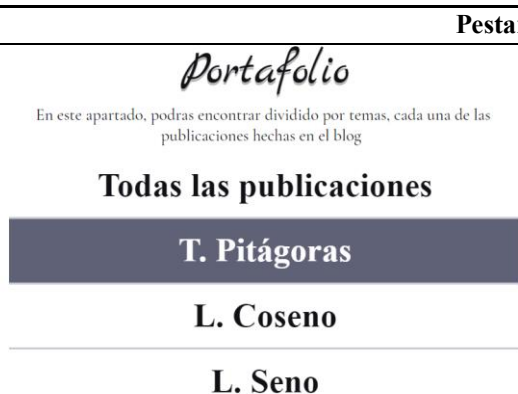 Portafolio
En este apartado, podras encontrar dividido por temas, cada una de las
publicaciones hechas en el blog
Todas las publicaciones
T. Pitágoras
L. Coseno
L. Seno